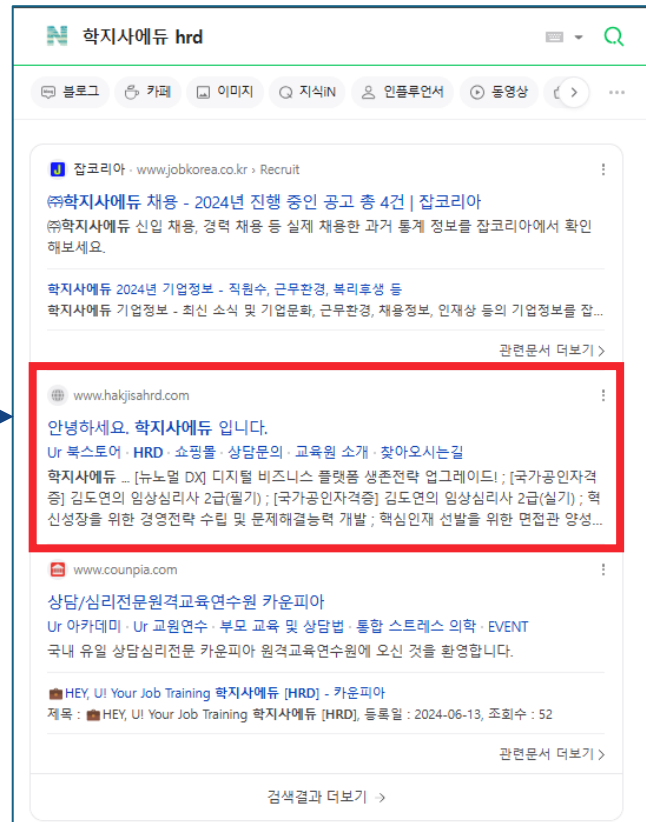 학지사에듀 hrd
블로그 카페 이미지 지식iN 인플루언서 동영상
잡코리아 · www.jobkorea.co.kr › Recruit
㈜학지사에듀 채용 - 2024년 진행 중인 공고 총 4건 | 잡코리아
㈜학지사에듀 신입 채용, 경력 채용 등 실제 채용한 과거 통계 정보를 잡코리아에서 확인
해보세요.
학지사에듀 2024년 기업정보 - 직원수, 근무환경, 복리후생 등
학지사에듀 기업정보 - 최신 소식 및 기업문화, 근무환경, 채용정보, 인재상 등의 기업정보를 잡...
관련문서 더보기 >
www.hakjisahrd.com
안녕하세요. 학지사에듀 입니다.
Ur 북스토어 · HRD · 쇼핑몰 · 상담문의 · 교육원 소개 · 찾아오시는길
학지사에듀 ... [뉴노멀 DX] 디지털 비즈니스 플랫폼 생존전략 업그레이드! ; [국가공인자격
증] 김도연의 임상심리사 2급(필기) ; [국가공인자격증] 김도연의 임상심리사 2급(실기) ; 혁
신성장을 위한 경영전략 수립 및 문제해결능력 개발 ; 핵심인재 선발을 위한 면접관 양성...
www.counpia.com
상담/심리전문원격교육연수원 카운피아
Ur 아카데미 · Ur 교원연수 · 부모 교육 및 상담법 · 통합 스트레스 의학 · EVENT
국내 유일 상담심리전문 카운피아 원격교육연수원에 오신 것을 환영합니다.
💼HEY, U! Your Job Training 학지사에듀 [HRD] - 카운피아
제목 : 💼HEY, U! Your Job Training 학지사에듀 [HRD], 등록일 : 2024-06-13, 조회수 : 52
관련문서 더보기 >
검색결과 더보기 →